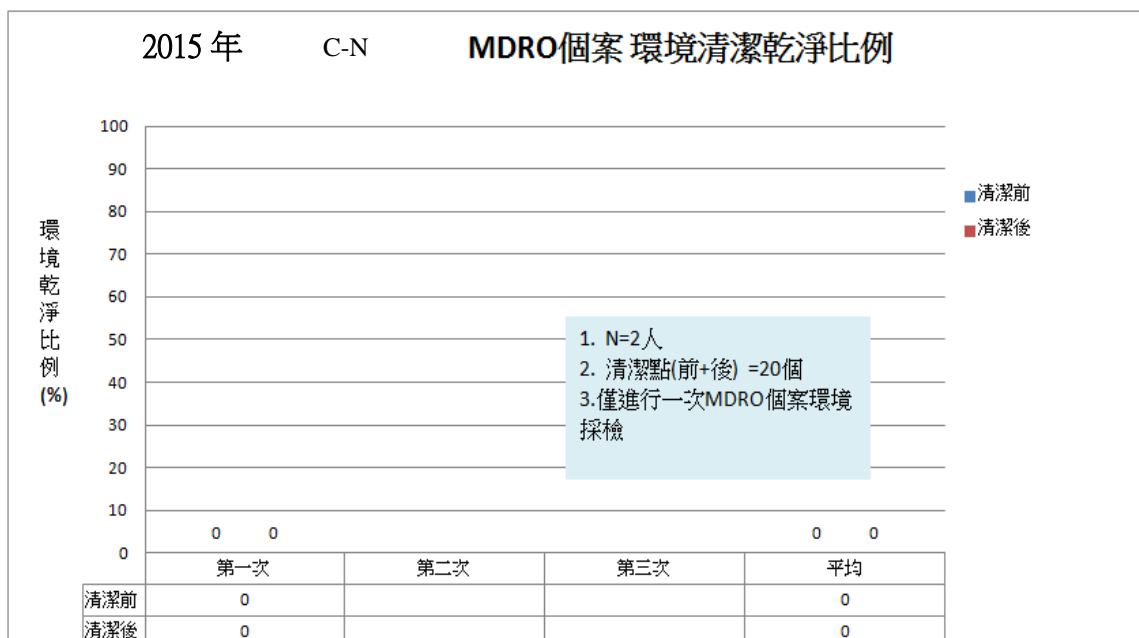 2015 年 C-N MDRO個案 環境清潔乾淨比例
100
90
80
70
60
50
40
30
20
10
0
環境乾淨比例(%)
清潔前
清潔後
1. N=2人
2. 清潔點(前+後) =20個
3.僅進行一次MDRO個案環境
採檢
0 0 0 0
第一次 第二次 第三次 平均
清潔前 0 0
清潔後 0 0